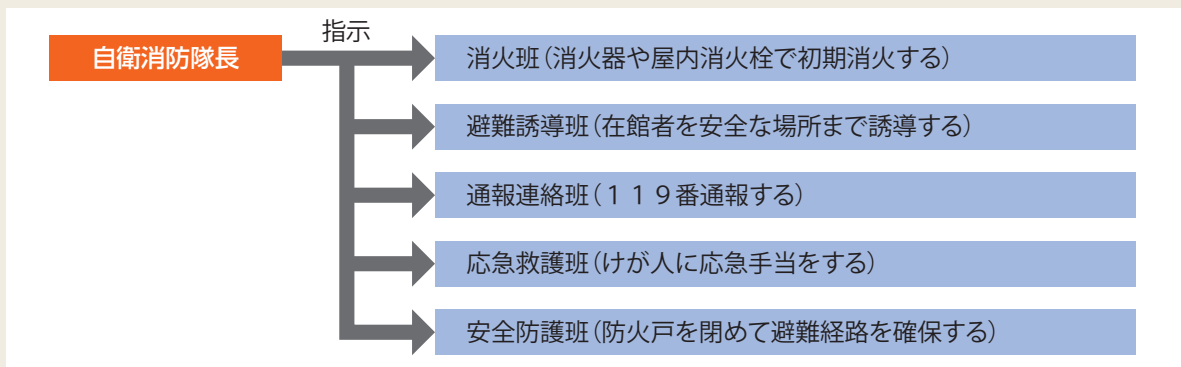 指示
自衛消防隊長
消火班（消火器や屋内消火栓で初期消火する）
避難誘導班（在館者を安全な場所まで誘導する）
通報連絡班（１１９番通報する）
応急救護班（けが人に応急手当をする）
安全防護班（防火戸を閉めて避難経路を確保する）